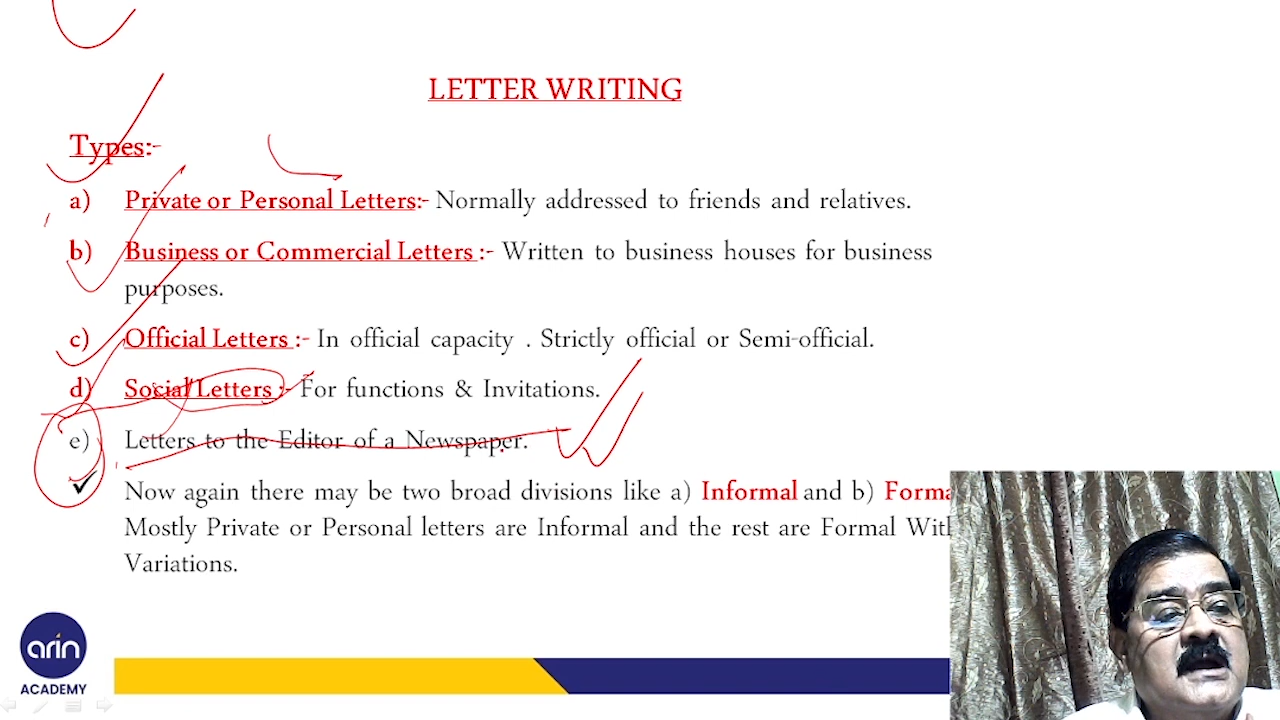 LETTER WRITING
Types:-
a) Private or Personal Letters:- Normally addressed to friends and relatives.
b) Business or Commercial Letters :- Written to business houses for business
purposes.
c) Official Letters :- In official capacity . Strictly official or Semi-official.
d) Social Letters :- For functions & Invitations.
e) Letters to the Editor of a Newspaper.
Now again there may be two broad divisions like a) Informal and b)
Mostly Private or Personal letters are Informal and the rest are Formal
Variations.
arin
ACADEMY